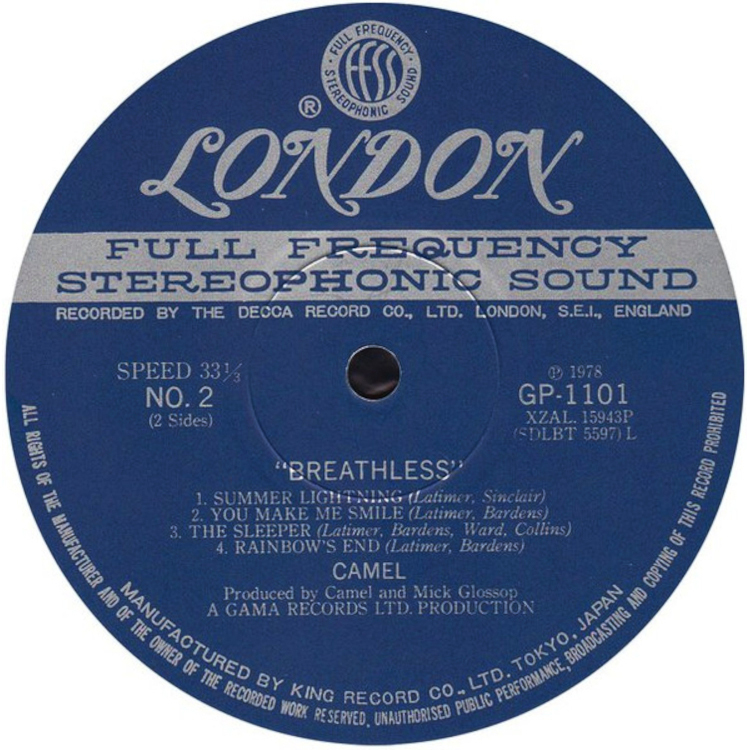 FULL FREQUENCY
FFSS
STEREOPHONIC SOUND
®
LONDON
FULL FREQUENCY
STEREOPHONIC SOUND
RECORDED BY THE DECCA RECORD CO., LTD. LONDON, S.E.I., ENGLAND
SPEED 33⅓
NO. 2
(2 Sides)
℗ 1978
GP-1101
XZAL. 15943P
(SDLBT 5597) L
“BREATHLESS”
1. SUMMER LIGHTNING (Latimer, Sinclair)
2. YOU MAKE ME SMILE (Latimer, Bardens)
3. THE SLEEPER (Latimer, Bardens, Ward, Collins)
4. RAINBOW'S END (Latimer, Bardens)
CAMEL
Produced by Camel and Mick Glossop
A GAMA RECORDS LTD. PRODUCTION
MANUFACTURED BY KING RECORD CO., LTD. TOKYO, JAPAN
ALL RIGHTS OF THE MANUFACTURER AND OF THE OWNER OF THE RECORDED WORK RESERVED, UNAUTHORISED PUBLIC PERFORMANCE, BROADCASTING AND COPYING OF THIS RECORD PROHIBITED